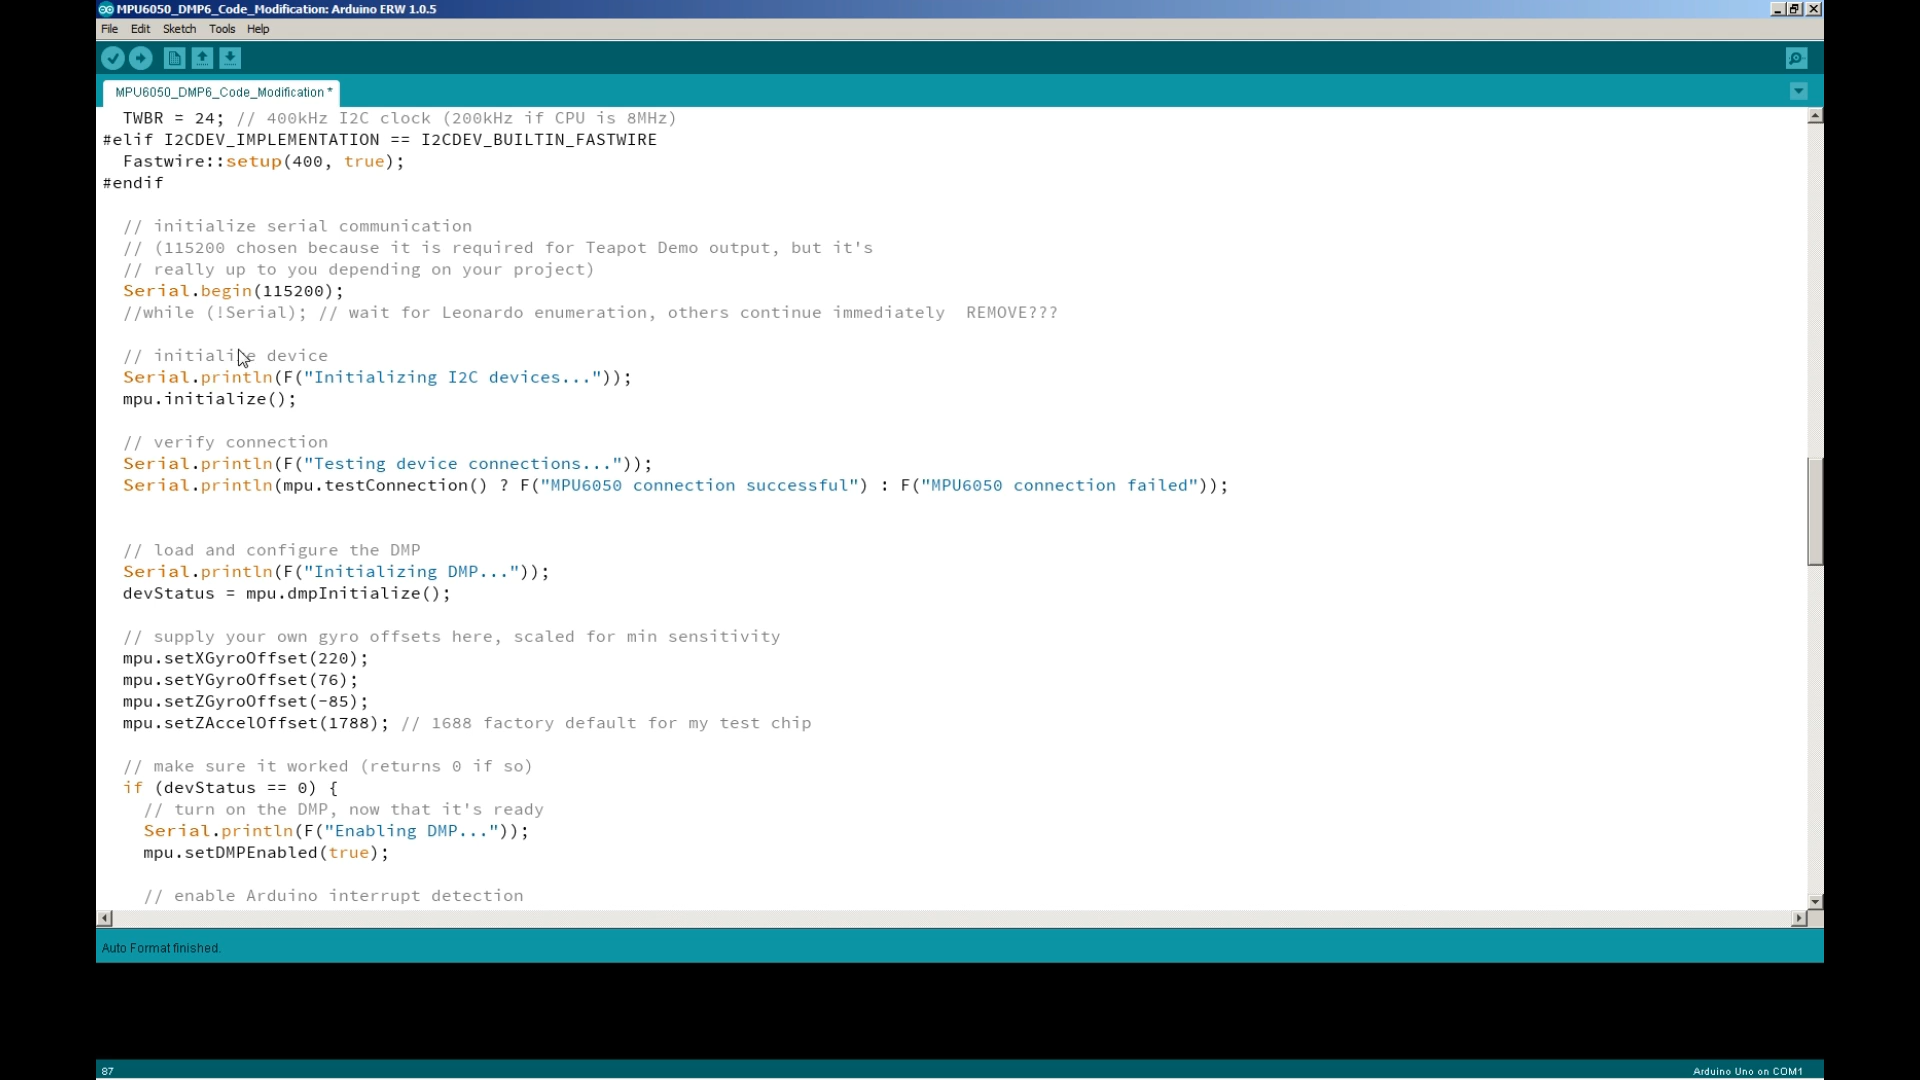 MPU6050_DMP6_Code_Modification: Arduino ERW 1.0.5
File Edit Sketch Tools Help
MPU6050_DMP6_Code_Modification *
TWBR = 24; // 400kHz I2C clock (200kHz if CPU is 8MHz)
#elif I2CDEV_IMPLEMENTATION == I2CDEV_BUILTIN_FASTWIRE
Fastwire::setup(400, true);
#endif
// initialize serial communication
// (115200 chosen because it is required for Teapot Demo output, but it's
// really up to you depending on your project)
Serial.begin(115200);
//while (!Serial); // wait for Leonardo enumeration, others continue immediately  REMOVE???
// initialize device
Serial.println(F("Initializing I2C devices..."));
mpu.initialize();
// verify connection
Serial.println(F("Testing device connections..."));
Serial.println(mpu.testConnection() ? F("MPU6050 connection successful") : F("MPU6050 connection failed"));
// load and configure the DMP
Serial.println(F("Initializing DMP..."));
devStatus = mpu.dmpInitialize();
// supply your own gyro offsets here, scaled for min sensitivity
mpu.setXGyroOffset(220);
mpu.setYGyroOffset(76);
mpu.setZGyroOffset(-85);
mpu.setZAccelOffset(1788); // 1688 factory default for my test chip
// make sure it worked (returns 0 if so)
if (devStatus == 0) {
// turn on the DMP, now that it's ready
Serial.println(F("Enabling DMP..."));
mpu.setDMPEnabled(true);
// enable Arduino interrupt detection
Auto Format finished.
87
Arduino Uno on COM1